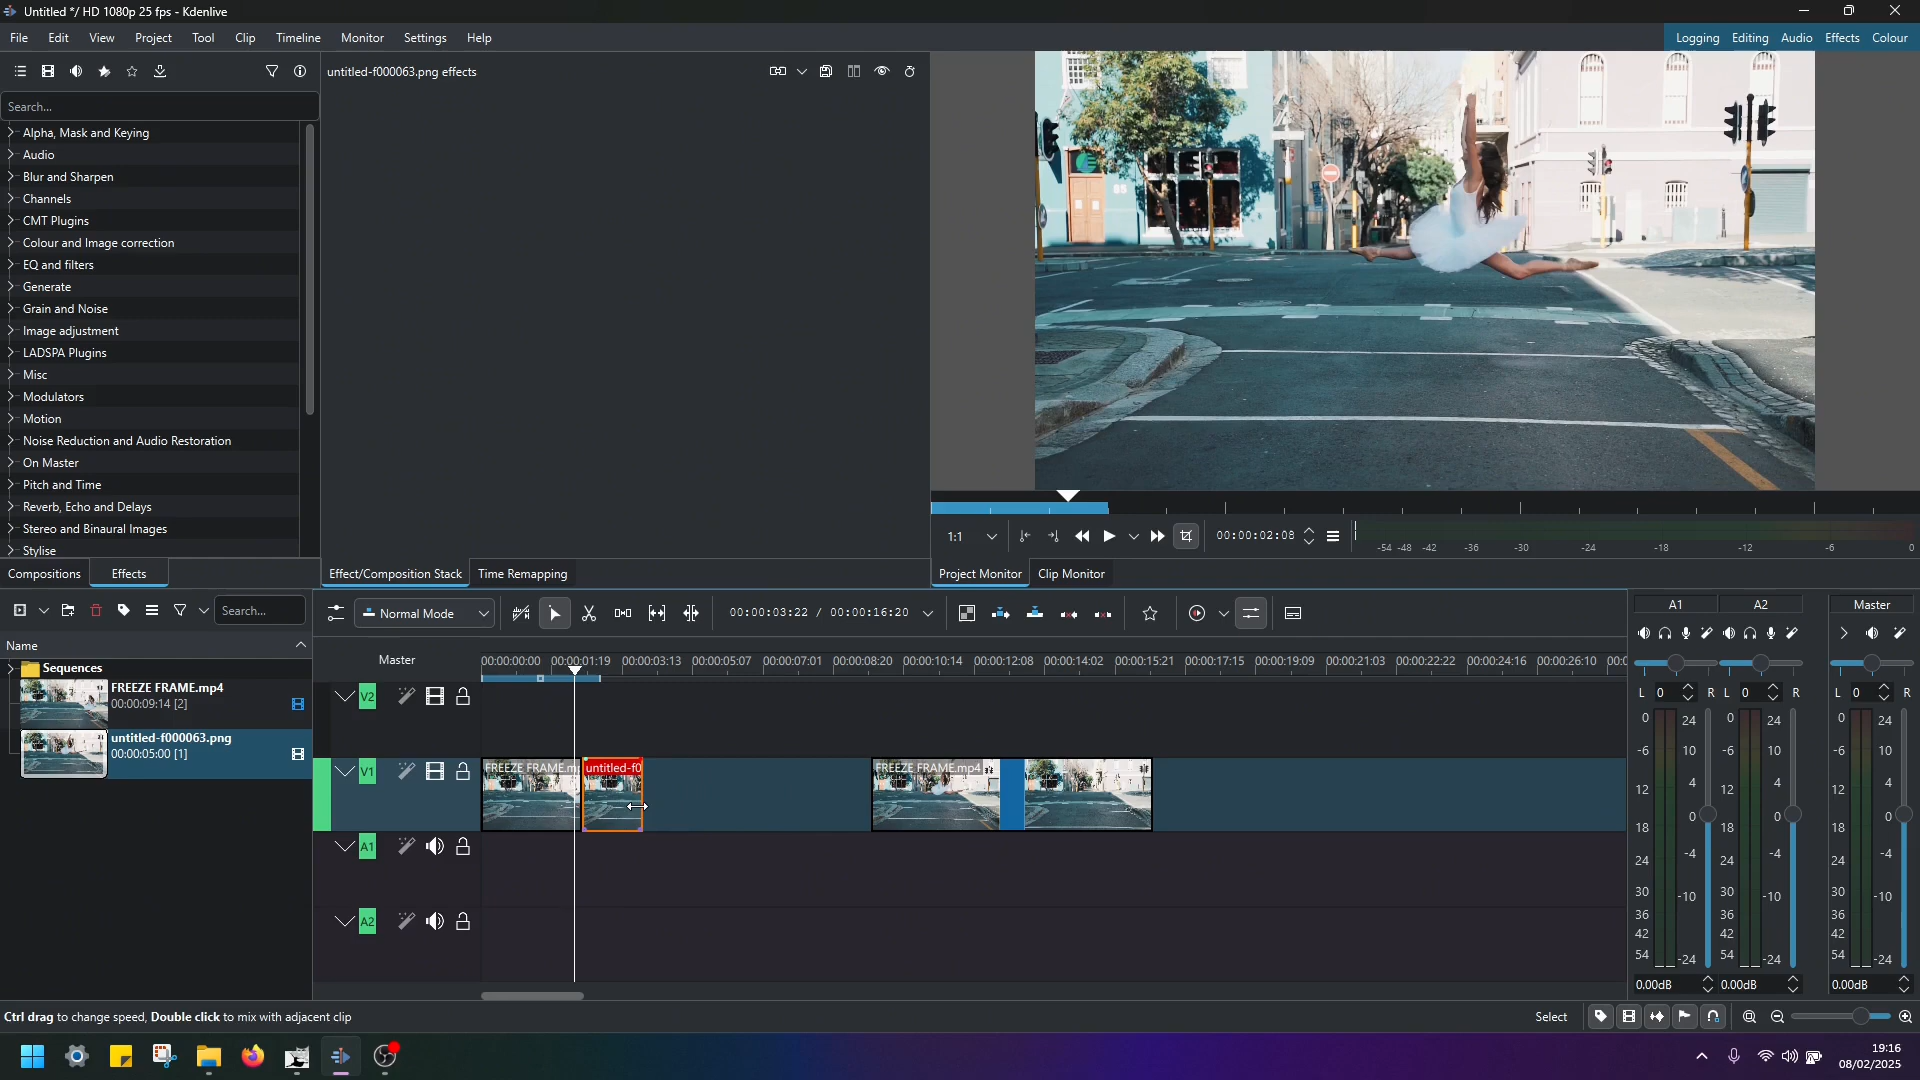 Untitled */ HD 1080p 25 fps - Kdenlive
File Edit View Project Tool Clip Timeline Monitor Settings Help
Logging Editing Audio Effects Colour
untitled-f000063.png effects
Search...
Alpha, Mask and Keying
Audio
Blur and Sharpen
Channels
CMT Plugins
Colour and Image correction
EQ and filters
Generate
Grain and Noise
Image adjustment
LADSPA Plugins
Misc
Modulators
Motion
Noise Reduction and Audio Restoration
On Master
Pitch and Time
Reverb, Echo and Delays
Stereo and Binaural Images
Stylise
1:1 00:00:02:08
-54 -48 -42 -36 -30 -24 -18 -12 -6 0
Compositions Effects
Effect/Composition Stack Time Remapping
Project Monitor Clip Monitor
Search...
Normal Mode 00:00:03:22 / 00:00:16:20
Name
Sequences
FREEZE FRAME.mp4
00:00:09:14 [2]
untitled-f000063.png
00:00:05:00 [1]
Master
00:00:00:00 00:00:01:19 00:00:03:13 00:00:05:07 00:00:07:01 00:00:08:20 00:00:10:14 00:00:12:08 00:00:14:02 00:00:15:21 00:00:17:15 00:00:19:09 00:00:21:03 00:00:22:22 00:00:24:16 00:00:26:10 00:0
V2
V1
FREEZE FRAME.m untitled-f0 FREEZE FRAME.mp4
A1
A2
A1 A2 Master
L 0 R L 0 R L 0 R
0 24 0 24 0 24
-6 10 -6 10 -6 10
12 4 12 4 12 4
18 0 18 0 18 0
24 -4 24 -4 24 -4
30 -10 30 -10 30 -10
36 36 36
42 42 42
54 -24 54 -24 54 -24
0.00dB 0.00dB 0.00dB
Ctrl drag to change speed, Double click to mix with adjacent clip
Select
19:16
08/02/2025